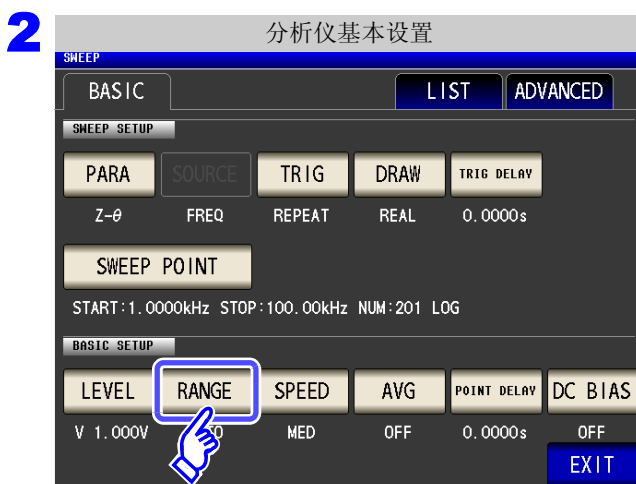 2
分析仪基本设置
SWEEP
BASIC LIST ADVANCED
SWEEP SETUP
PARA SOURCE TRIG DRAW TRIG DELAY
Z-θ FREQ REPEAT REAL 0.0000s
SWEEP POINT
START:1.0000kHz STOP:100.00kHz NUM:201 LOG
BASIC SETUP
LEVEL RANGE SPEED AVG POINT DELAY DC BIAS
V 1.000V MED OFF 0.0000s OFF
EXIT